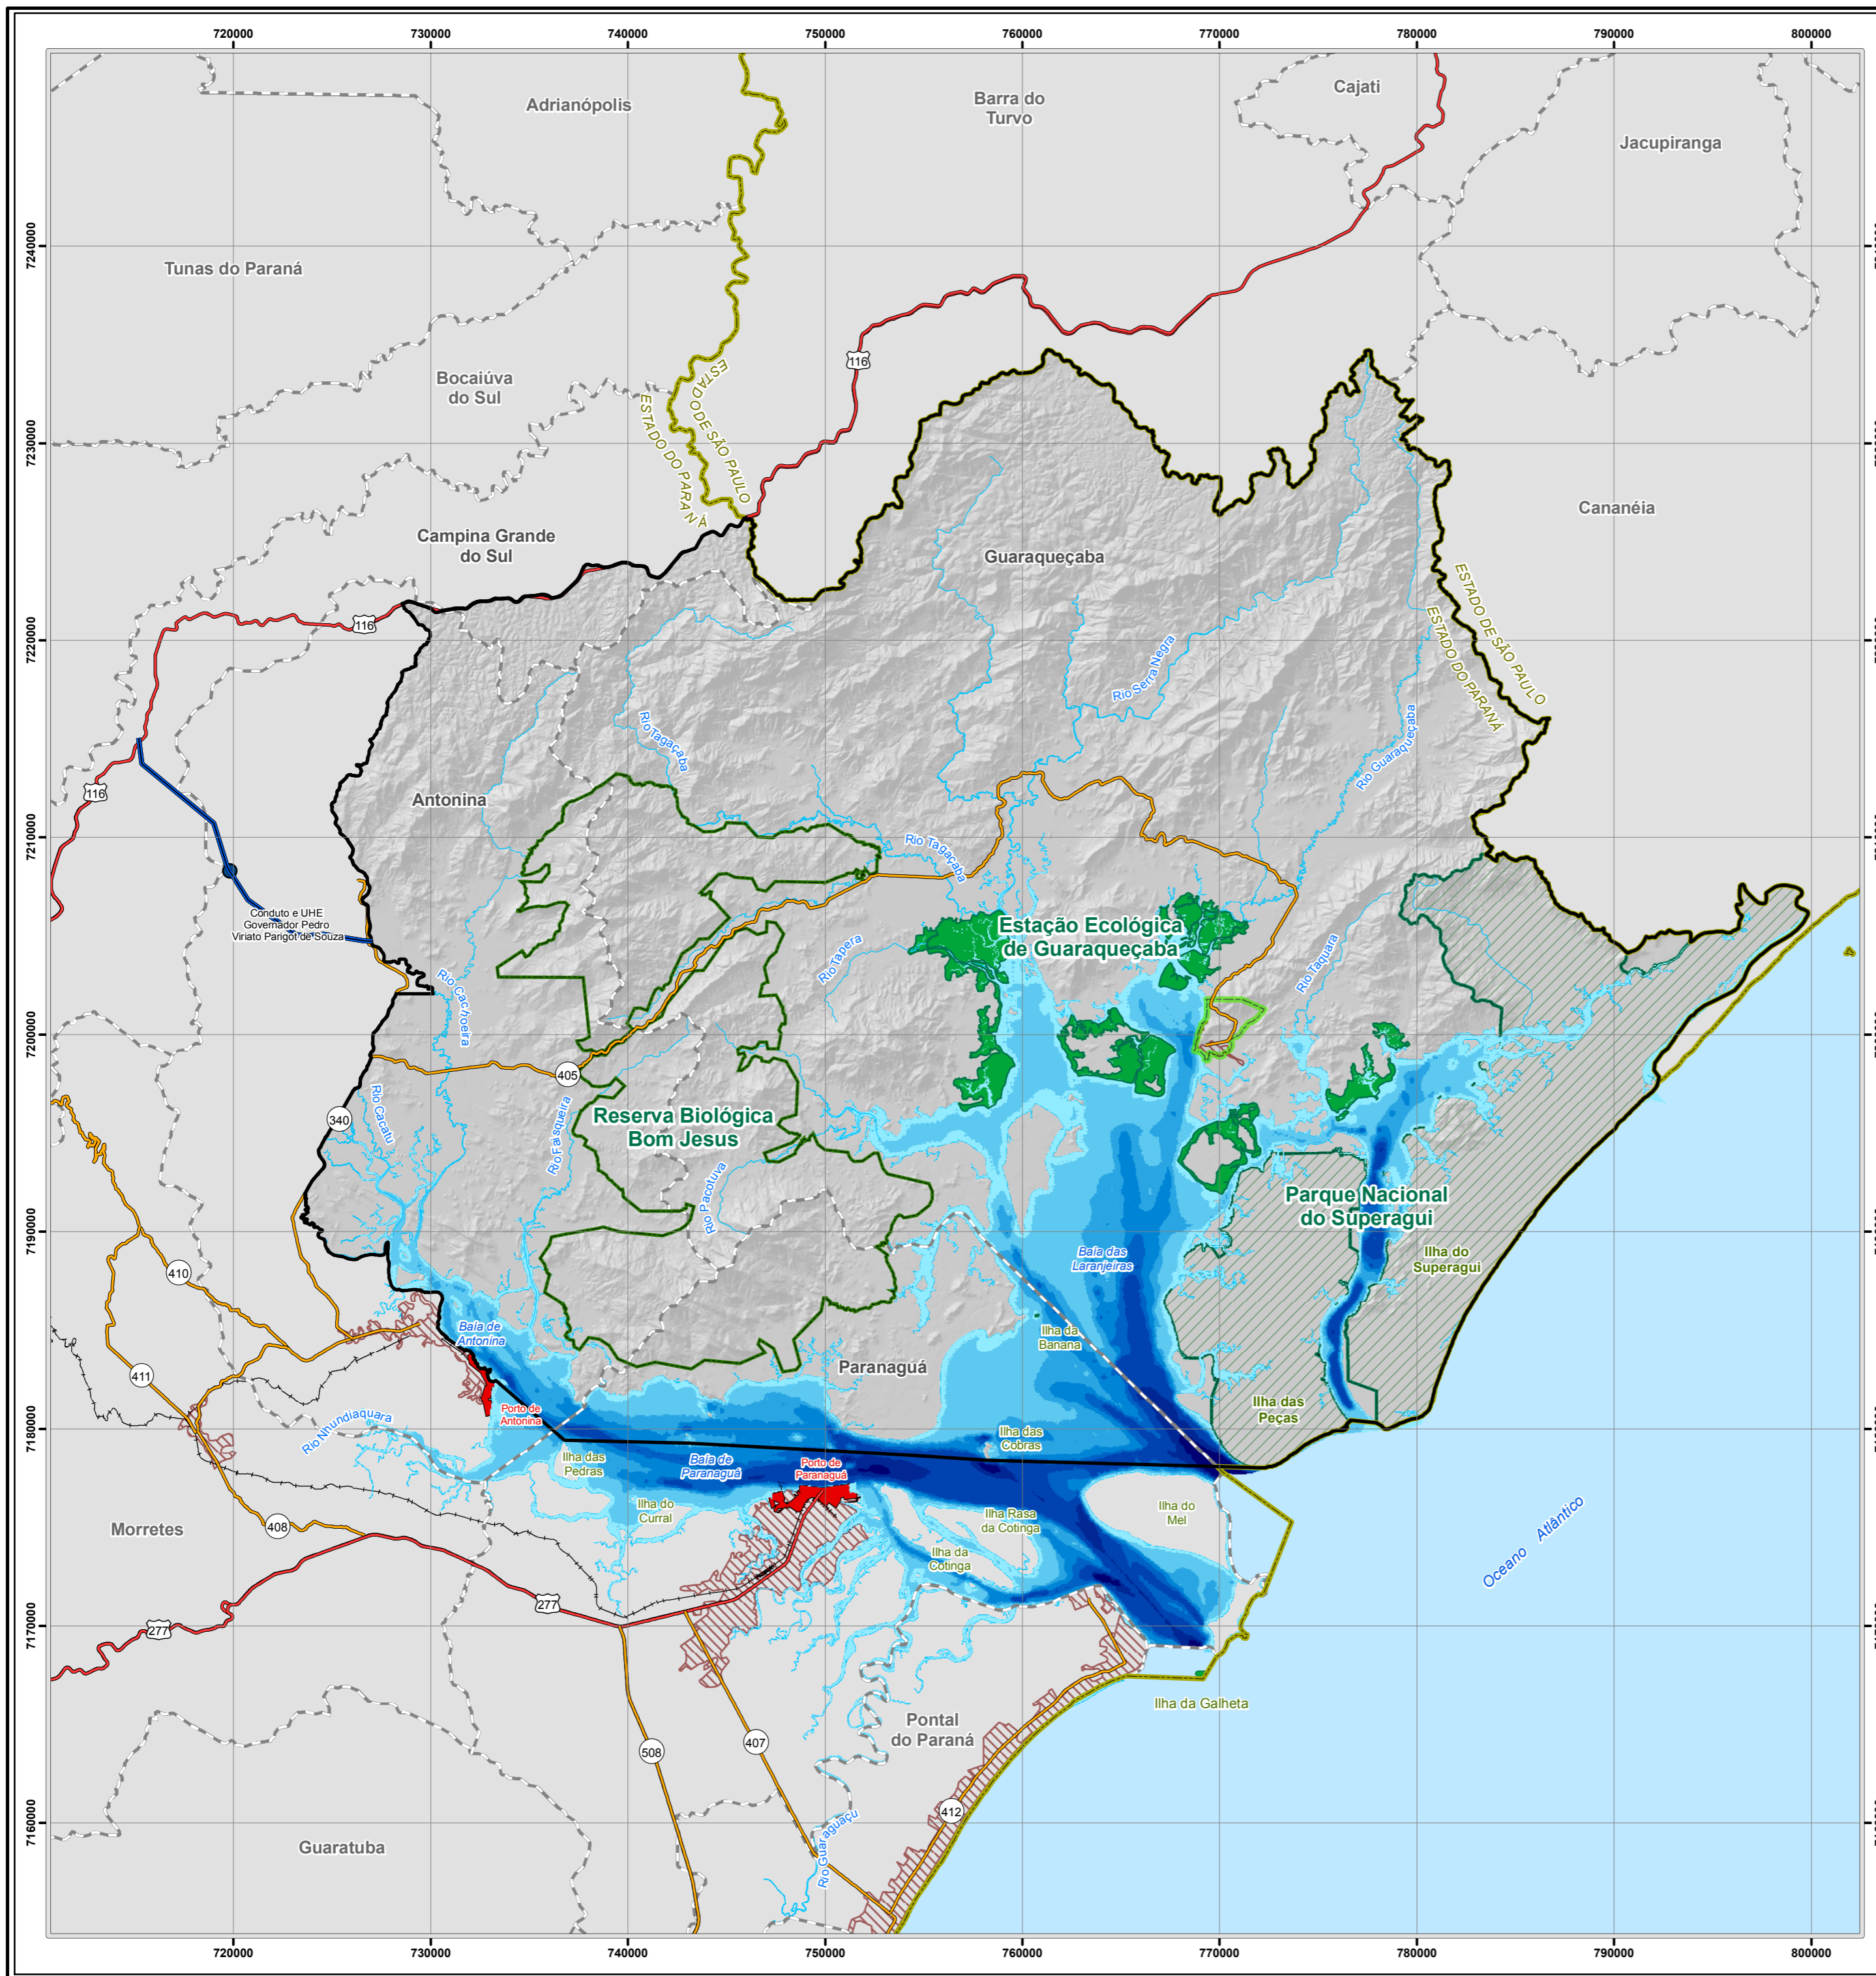 720000 730000 740000 750000 760000 770000 780000 790000 800000
Adrianópolis
Barra do
Turvo
Cajati
Jacupiranga
7240000
Tunas do Paraná
116
Bocaiúva
do Sul
ESTADO DE SÃO PAULO
ESTADO DO PARANÁ
7230000
Cananéia
Campina Grande
do Sul
Guaraqueçaba
ESTADO DE SÃO PAULO
ESTADO DO PARANÁ
116
7220000
Rio Serra Negra
Rio Tagaçaba
Rio Guaraqueçaba
116
Antonina
7210000
Rio Tagaçaba
Conduto e UHE
Governador Pedro
Viriato Parigot de Souza
Estação Ecológica
de Guaraqueçaba
Rio Tapera
Rio Taquara
Rio Cachoeira
7200000
405
340
Rio Cacatu
Rio Faisqueira
Reserva Biológica
Bom Jesus
Rio Pacotuva
Parque Nacional
do Superagui
7190000
Baía das
Laranjeiras
Ilha do
Superagui
410
Baía de
Antonina
Ilha da
Banana
411
Paranaguá
Porto de
Antonina
Ilha das
Peças
Rio Nhundiaquara
7180000
Ilha das
Cobras
Ilha das
Pedras
Baía de
Paranaguá
Porto de
Paranaguá
Ilha do
Curral
Ilha Rasa
da Cotinga
Ilha do
Mel
Morretes
408
Ilha da
Cotinga
Oceano Atlântico
277
277
7170000
Ilha da Galheta
Pontal
do Paraná
508
407
412
7160000
Rio Guaraguaçu
Guaratuba
720000 730000 740000 750000 760000 770000 780000 790000 800000